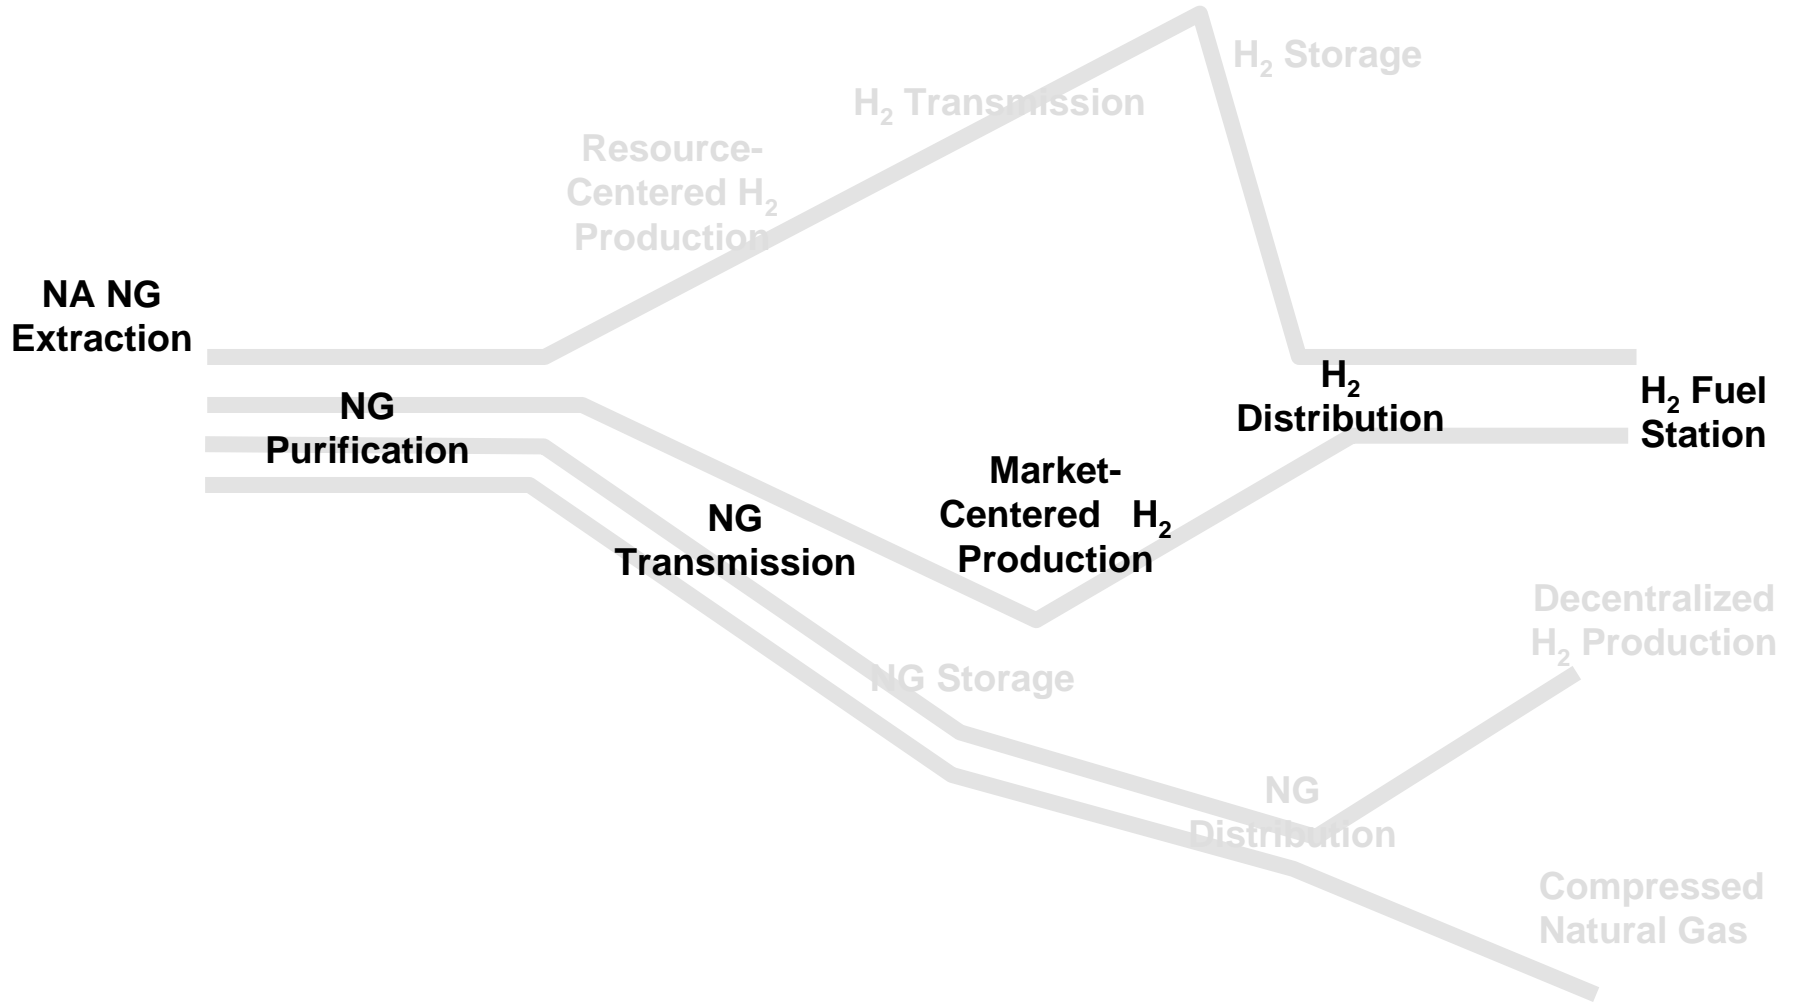 H₂ Storage
H₂ Transmission
Resource-
Centered H₂
Production
NA NG
Extraction
NG
Purification
NG
Transmission
Market-
Centered H₂
Production
H₂
Distribution
H₂ Fuel
Station
Decentralized
H₂ Production
NG Storage
NG
Distribution
Compressed
Natural Gas